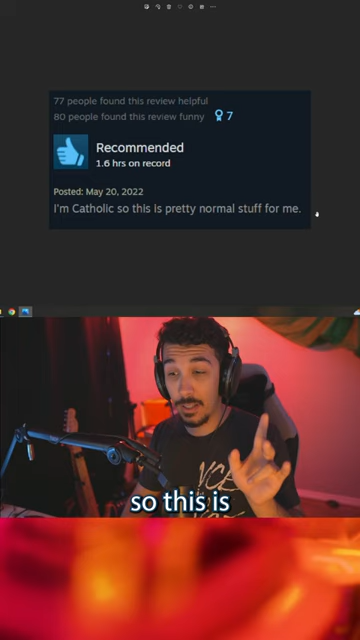 77 people found this review helpful
80 people found this review funny
7
Recommended
1.6 hrs on record
Posted: May 20, 2022
I'm Catholic so this is pretty normal stuff for me.
so this is